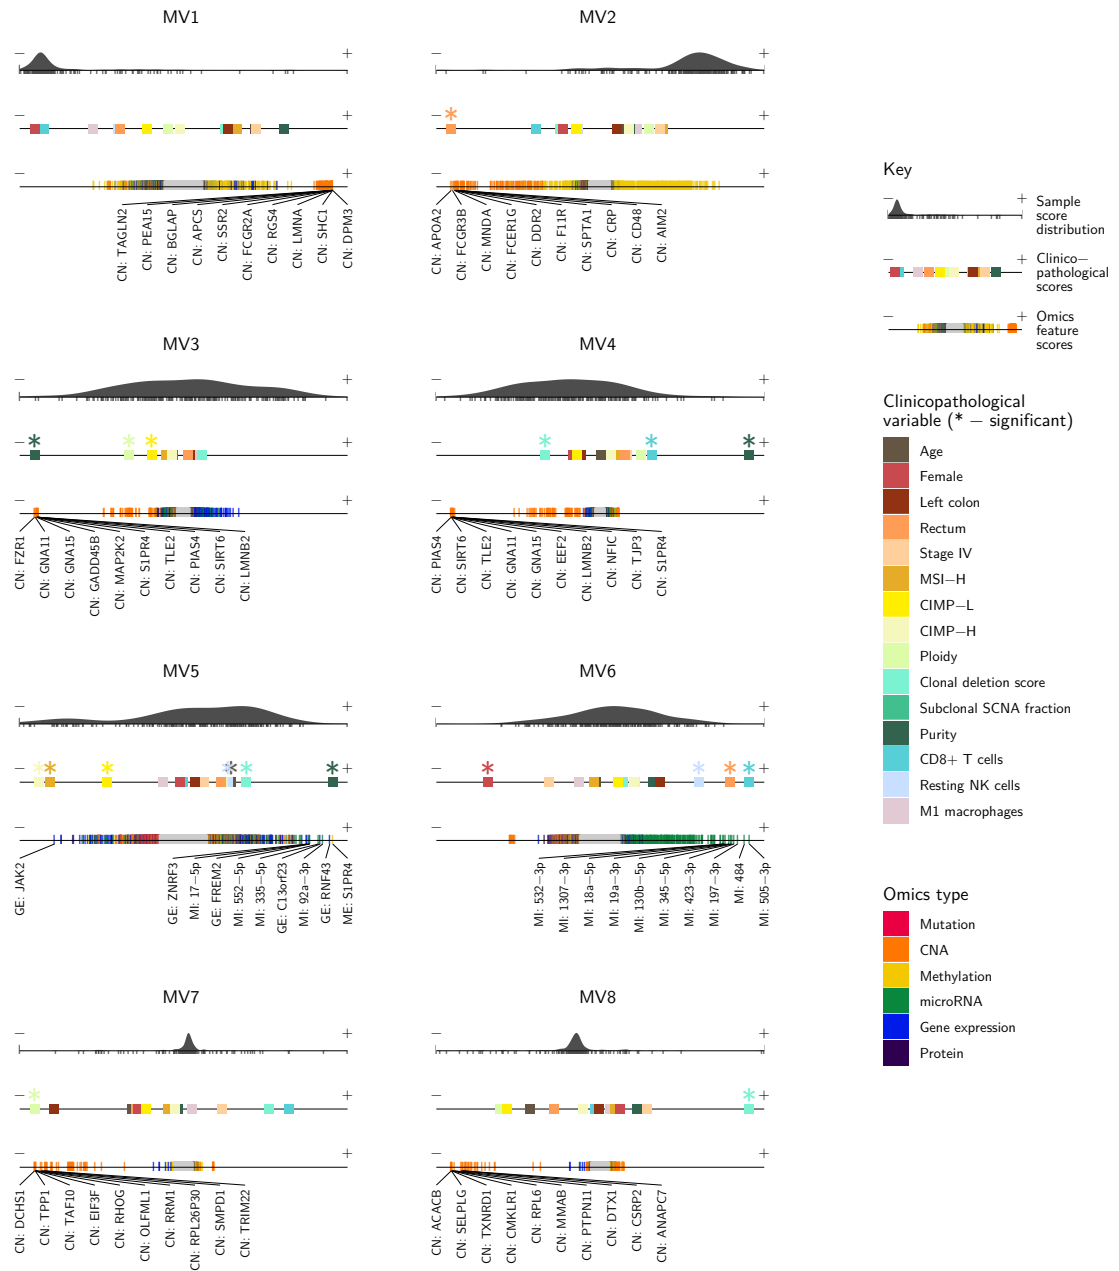 MV1
− +
− +
− +
CN: TAGLN2
CN: PEA15
CN: BGLAP
CN: APCS
CN: SSR2
CN: FCGR2A
CN: RGS4
CN: LMNA
CN: SHC1
CN: DPM3
MV2
− +
− +
*
− +
CN: APOA2
CN: FCGR3B
CN: MNDA
CN: FCER1G
CN: DDR2
CN: F11R
CN: SPTA1
CN: CRP
CN: CD48
CN: AIM2
MV3
− +
− +
* * *
− +
CN: FZR1
CN: GNA11
CN: GNA15
CN: GADD45B
CN: MAP2K2
CN: S1PR4
CN: TLE2
CN: PIAS4
CN: SIRT6
CN: LMNB2
MV4
− +
− +
* * *
− +
CN: PIAS4
CN: SIRT6
CN: TLE2
CN: GNA11
CN: GNA15
CN: EEF2
CN: LMNB2
CN: NFIC
CN: TJP3
CN: S1PR4
MV5
− +
− +
* * * * * * *
− +
GE: JAK2
GE: ZNRF3
MI: 17−5p
GE: FREM2
MI: 552−5p
MI: 335−5p
GE: C13orf23
MI: 92a−3p
GE: RNF43
ME: S1PR4
MV6
− +
− +
* * * *
− +
MI: 532−3p
MI: 1307−3p
MI: 18a−5p
MI: 19a−3p
MI: 130b−5p
MI: 345−5p
MI: 423−3p
MI: 197−3p
MI: 484
MI: 505−3p
MV7
− +
− +
*
− +
CN: DCHS1
CN: TPP1
CN: TAF10
CN: EIF3F
CN: RHOG
CN: OLFML1
CN: RRM1
CN: RPL26P30
CN: SMPD1
CN: TRIM22
MV8
− +
− +
*
− +
CN: ACACB
CN: SELPLG
CN: TXNRD1
CN: CMKLR1
CN: RPL6
CN: MMAB
CN: PTPN11
CN: DTX1
CN: CSRP2
CN: ANAPC7
Key
− +
Sample
score
distribution
− +
Clinico−
pathological
scores
− +
Omics
feature
scores
Clinicopathological
variable (* − significant)
Age
Female
Left colon
Rectum
Stage IV
MSI−H
CIMP−L
CIMP−H
Ploidy
Clonal deletion score
Subclonal SCNA fraction
Purity
CD8+ T cells
Resting NK cells
M1 macrophages
Omics type
Mutation
CNA
Methylation
microRNA
Gene expression
Protein